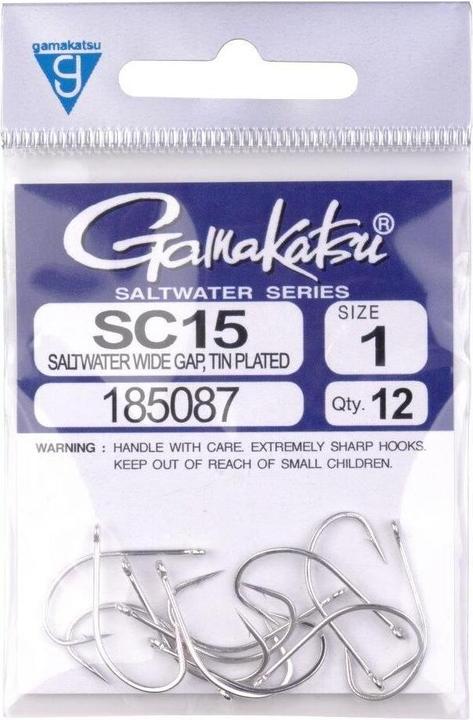 gamakatsu
g
Gamakatsu®
SALTWATER SERIES
SC15
SALTWATER WIDE GAP, TIN PLATED
SIZE
1
185087
Qty. 12
WARNING : HANDLE WITH CARE. EXTREMELY SHARP HOOKS.
KEEP OUT OF REACH OF SMALL CHILDREN.